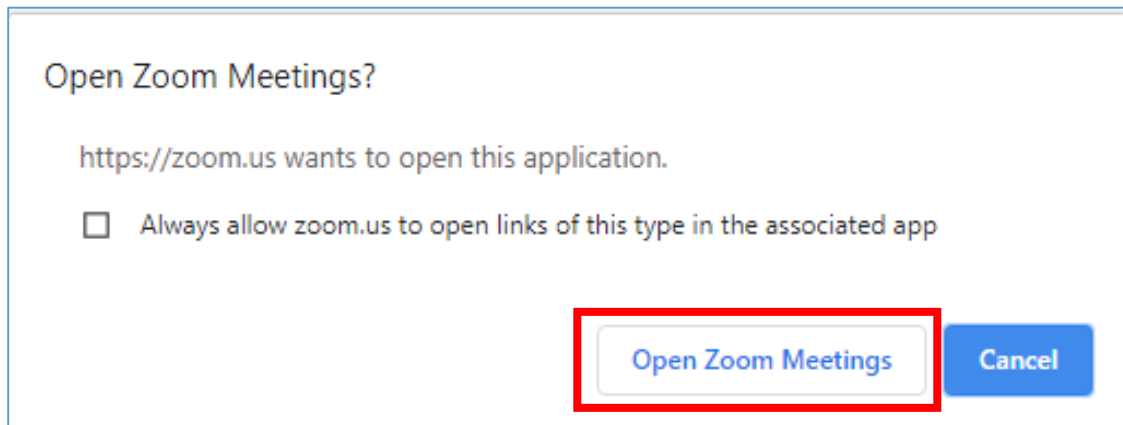 Open Zoom Meetings?
https://zoom.us wants to open this application.
Always allow zoom.us to open links of this type in the associated app
Open Zoom Meetings
Cancel